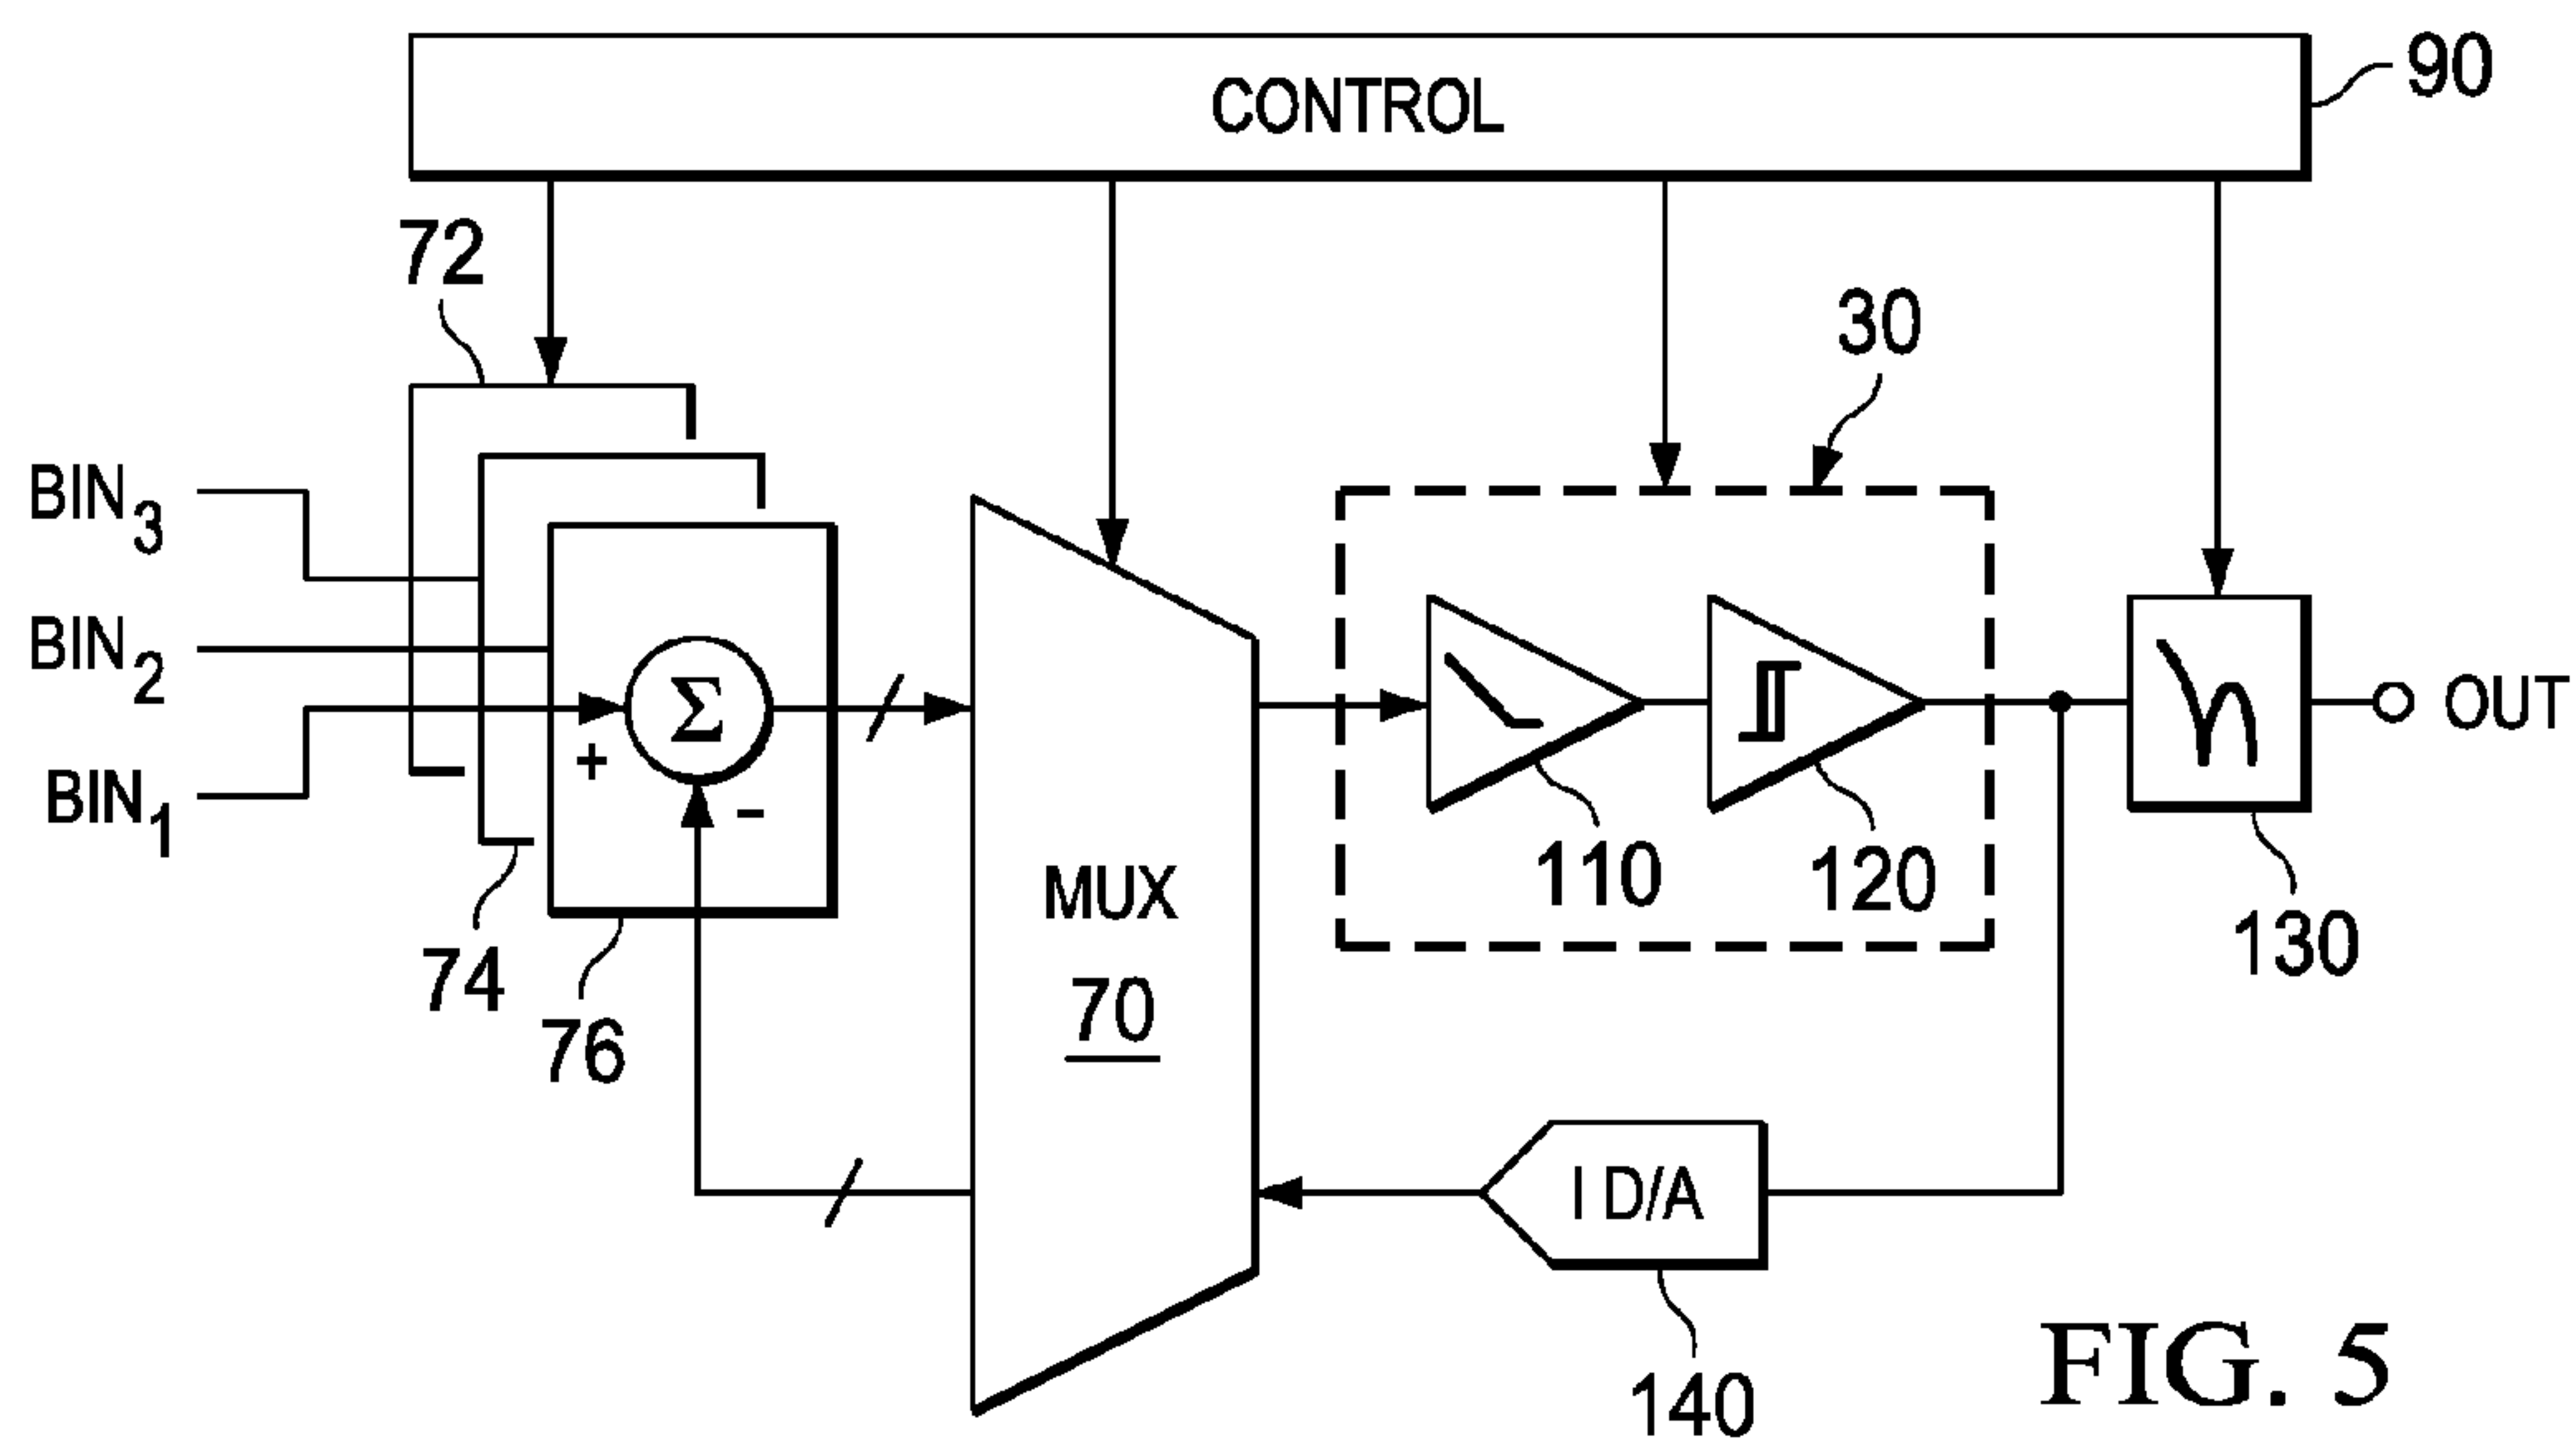 CONTROL
90
72
30
BIN3
BIN2
BIN1
Σ
+
-
74
76
MUX
70
110
120
130
OUT
I D/A
140
FIG. 5